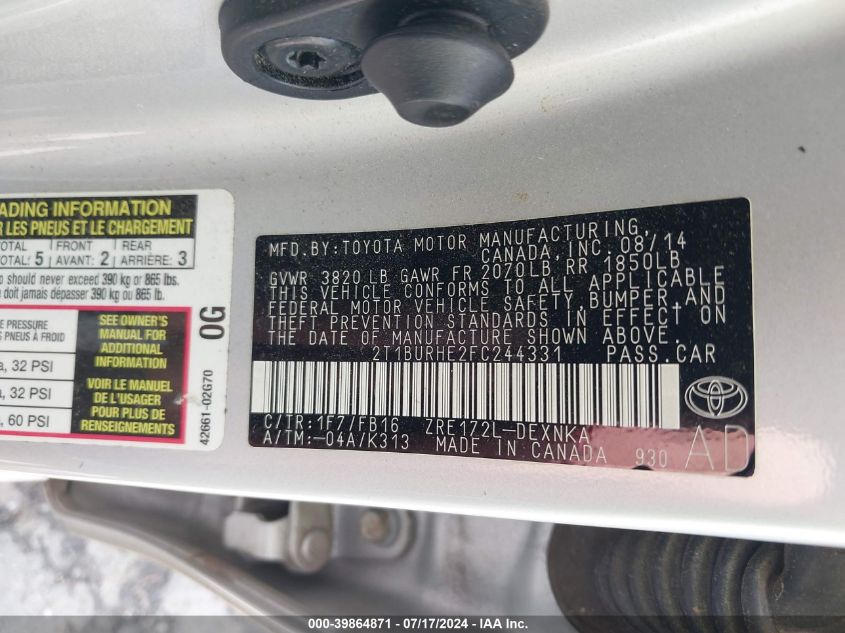 ADING INFORMATION
R LES PNEUS ET LE CHARGEMENT
TOTAL 5 FRONT AVANT: 2 REAR ARRIÈRE: 3
TOTAL:
o should never exceed 390 kg or 865 lbs.
doit jamais dépasser 390 kg ou 865 lb.
E PRESSURE
S PNEUS À FROID
a, 32 PSI
a, 32 PSI
a, 60 PSI
SEE OWNER'S
MANUAL FOR
ADDITIONAL
INFORMATION
VOIR LE MANUEL
DE L'USAGER
POUR PLUS DE
RENSEIGNEMENTS
0G
42661-02G70
MFD. BY: TOYOTA MOTOR MANUFACTURING,
CANADA, INC. 08/14
GVWR 3820 LB GAWR FR 2070LB RR 1850LB
THIS VEHICLE CONFORMS TO ALL APPLICABLE
FEDERAL MOTOR VEHICLE SAFETY, BUMPER, AND
THEFT PREVENTION STANDARDS IN EFFECT ON
THE DATE OF MANUFACTURE SHOWN ABOVE.
2T1BURHE2FC244331 PASS. CAR
C/TR: 1F7/FB16 ZRE172L-DEXNKA
A/TM: -04A/K313 MADE IN CANADA 930 AD
000-39864871 | 07/17/2024 | IAA Inc.